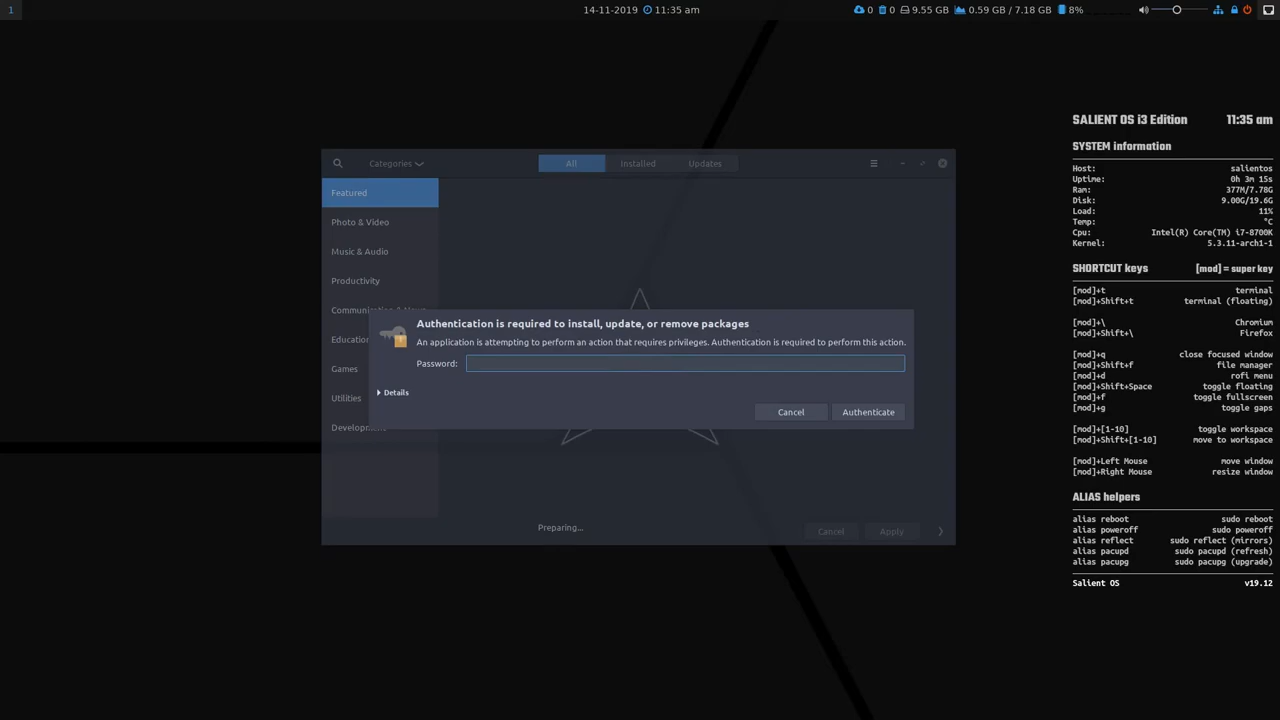 1
14-11-2019 11:35 am
0 0 9.55 GB 0.59 GB / 7.18 GB 8%
Categories
All Installed Updates
Featured
Photo & Video
Music & Audio
Productivity
Communication & News
Education
Games
Utilities
Development
Authentication is required to install, update, or remove packages
An application is attempting to perform an action that requires privileges. Authentication is required to perform this action.
Password:
Details
Cancel Authenticate
Preparing...
Cancel Apply
SALIENT OS i3 Edition 11:35 am
SYSTEM information
Host: salientos
Uptime: 0h 3m 15s
Ram: 377M/7.78G
Disk: 9.00G/19.6G
Load: 11%
Temp: °C
Cpu: Intel(R) Core(TM) i7-8700K
Kernel: 5.3.11-arch1-1
SHORTCUT keys [mod] = super key
[mod]+t terminal
[mod]+Shift+t terminal (floating)
[mod]+\ Chromium
[mod]+Shift+\ Firefox
[mod]+q close focused window
[mod]+Shift+f file manager
[mod]+d rofi menu
[mod]+Shift+Space toggle floating
[mod]+f toggle fullscreen
[mod]+g toggle gaps
[mod]+[1-10] toggle workspace
[mod]+Shift+[1-10] move to workspace
[mod]+Left Mouse move window
[mod]+Right Mouse resize window
ALIAS helpers
alias reboot sudo reboot
alias poweroff sudo poweroff
alias reflect sudo reflect (mirrors)
alias pacupd sudo pacupd (refresh)
alias pacupg sudo pacupg (upgrade)
Salient OS v19.12